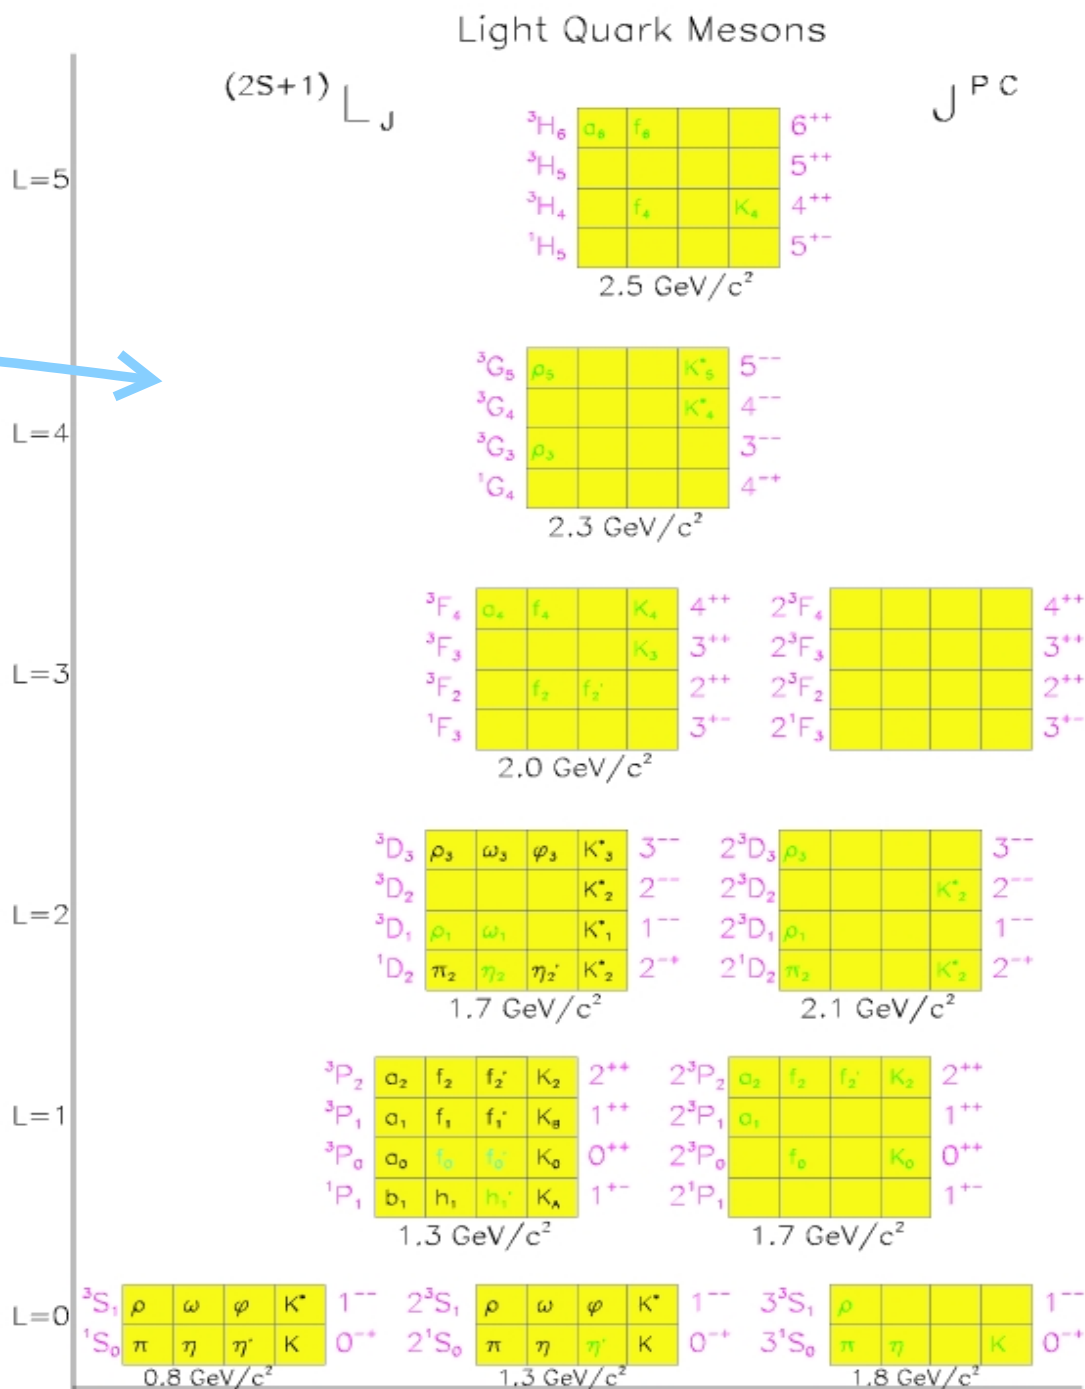 Light Quark Mesons
(2S+1) L J J P C
L=5
³H₆ a₆ f₆ 6⁺⁺
³H₅ 5⁺⁺
³H₄ f₄ K₄ 4⁺⁺
¹H₅ 5⁺⁻
2.5 GeV/c²
L=4
³G₅ ρ₅ K*₅ 5⁻⁻
³G₄ K*₄ 4⁻⁻
³G₃ ρ₃ 3⁻⁻
¹G₄ 4⁻⁺
2.3 GeV/c²
L=3
³F₄ a₄ f₄ K₄ 4⁺⁺ 2³F₄ 4⁺⁺
³F₃ K₃ 3⁺⁺ 2³F₃ 3⁺⁺
³F₂ f₂ f₂' 2⁺⁺ 2³F₂ 2⁺⁺
¹F₃ 3⁺⁻ 2¹F₃ 3⁺⁻
2.0 GeV/c²
L=2
³D₃ ρ₃ ω₃ φ₃ K*₃ 3⁻⁻ 2³D₃ ρ₃ 3⁻⁻
³D₂ K*₂ 2⁻⁻ 2³D₂ K*₂ 2⁻⁻
³D₁ ρ₁ ω₁ K*₁ 1⁻⁻ 2³D₁ ρ₁ 1⁻⁻
¹D₂ π₂ η₂ η₂' K*₂ 2⁻⁺ 2¹D₂ π₂ K*₂ 2⁻⁺
1.7 GeV/c² 2.1 GeV/c²
L=1
³P₂ a₂ f₂ f₂' K₂ 2⁺⁺ 2³P₂ a₂ f₂ f₂' K₂ 2⁺⁺
³P₁ a₁ f₁ f₁' K_B 1⁺⁺ 2³P₁ a₁ 1⁺⁺
³P₀ a₀ f₀ f₀' K₀ 0⁺⁺ 2³P₀ f₀ K₀ 0⁺⁺
¹P₁ b₁ h₁ h₁' K_A 1⁺⁻ 2¹P₁ 1⁺⁻
1.3 GeV/c² 1.7 GeV/c²
L=0
³S₁ ρ ω φ K* 1⁻⁻ 2³S₁ ρ ω φ K* 1⁻⁻ 3³S₁ ρ 1⁻⁻
¹S₀ π η η' K 0⁻⁺ 2¹S₀ π η η' K 0⁻⁺ 3¹S₀ π η K 0⁻⁺
0.8 GeV/c² 1.3 GeV/c² 1.8 GeV/c²